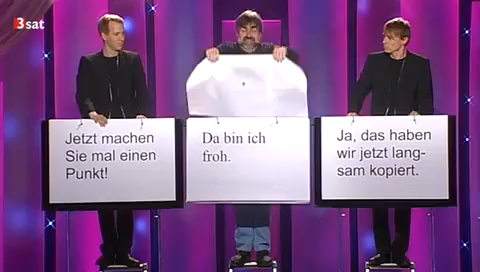 3sat
Jetzt machen
Sie mal einen
Punkt!
Da bin ich
froh.
Ja, das haben
wir jetzt lang-
sam kopiert.